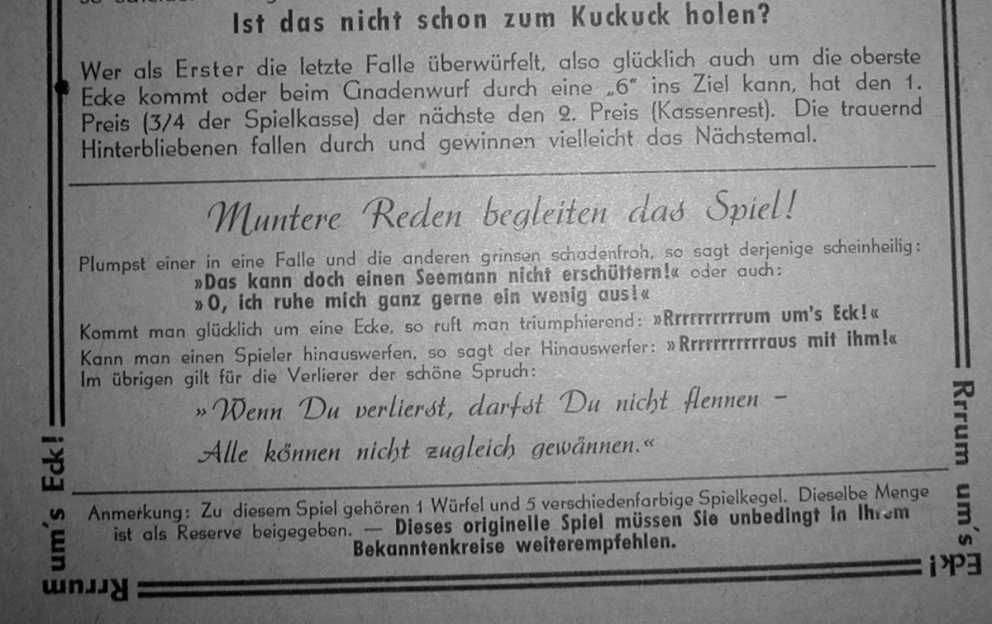 Ist das nicht schon zum Kuckuck holen?
Wer als Erster die letzte Falle überwürfelt, also glücklich auch um die oberste
Ecke kommt oder beim Gnadenwurf durch eine „6" ins Ziel kann, hat den 1.
Preis (3/4 der Spielkasse) der nächste den 2. Preis (Kassenrest). Die trauernd
Hinterbliebenen fallen durch und gewinnen vielleicht das Nächstemal.
Muntere Reden begleiten das Spiel!
Plumpst einer in eine Falle und die anderen grinsen schadenfroh, so sagt derjenige scheinheilig:
»Das kann doch einen Seemann nicht erschüttern!« oder auch:
»O, ich ruhe mich ganz gerne ein wenig aus!«
Kommt man glücklich um eine Ecke, so ruft man triumphierend: »Rrrrrrrrrrum um's Eck!«
Kann man einen Spieler hinauswerfen, so sagt der Hinauswerfer: »Rrrrrrrrrrraus mit ihm!«
Im übrigen gilt für die Verlierer der schöne Spruch:
»Wenn Du verlierst, darfst Du nicht flennen –
Alle können nicht zugleich gewännen.«
Anmerkung: Zu diesem Spiel gehören 1 Würfel und 5 verschiedenfarbige Spielkegel. Dieselbe Menge
ist als Reserve beigegeben. — Dieses originelle Spiel müssen Sie unbedingt in Ihrem
Bekanntenkreise weiterempfehlen.
Rrrum um's Eck!
Rrrum um's Eck!